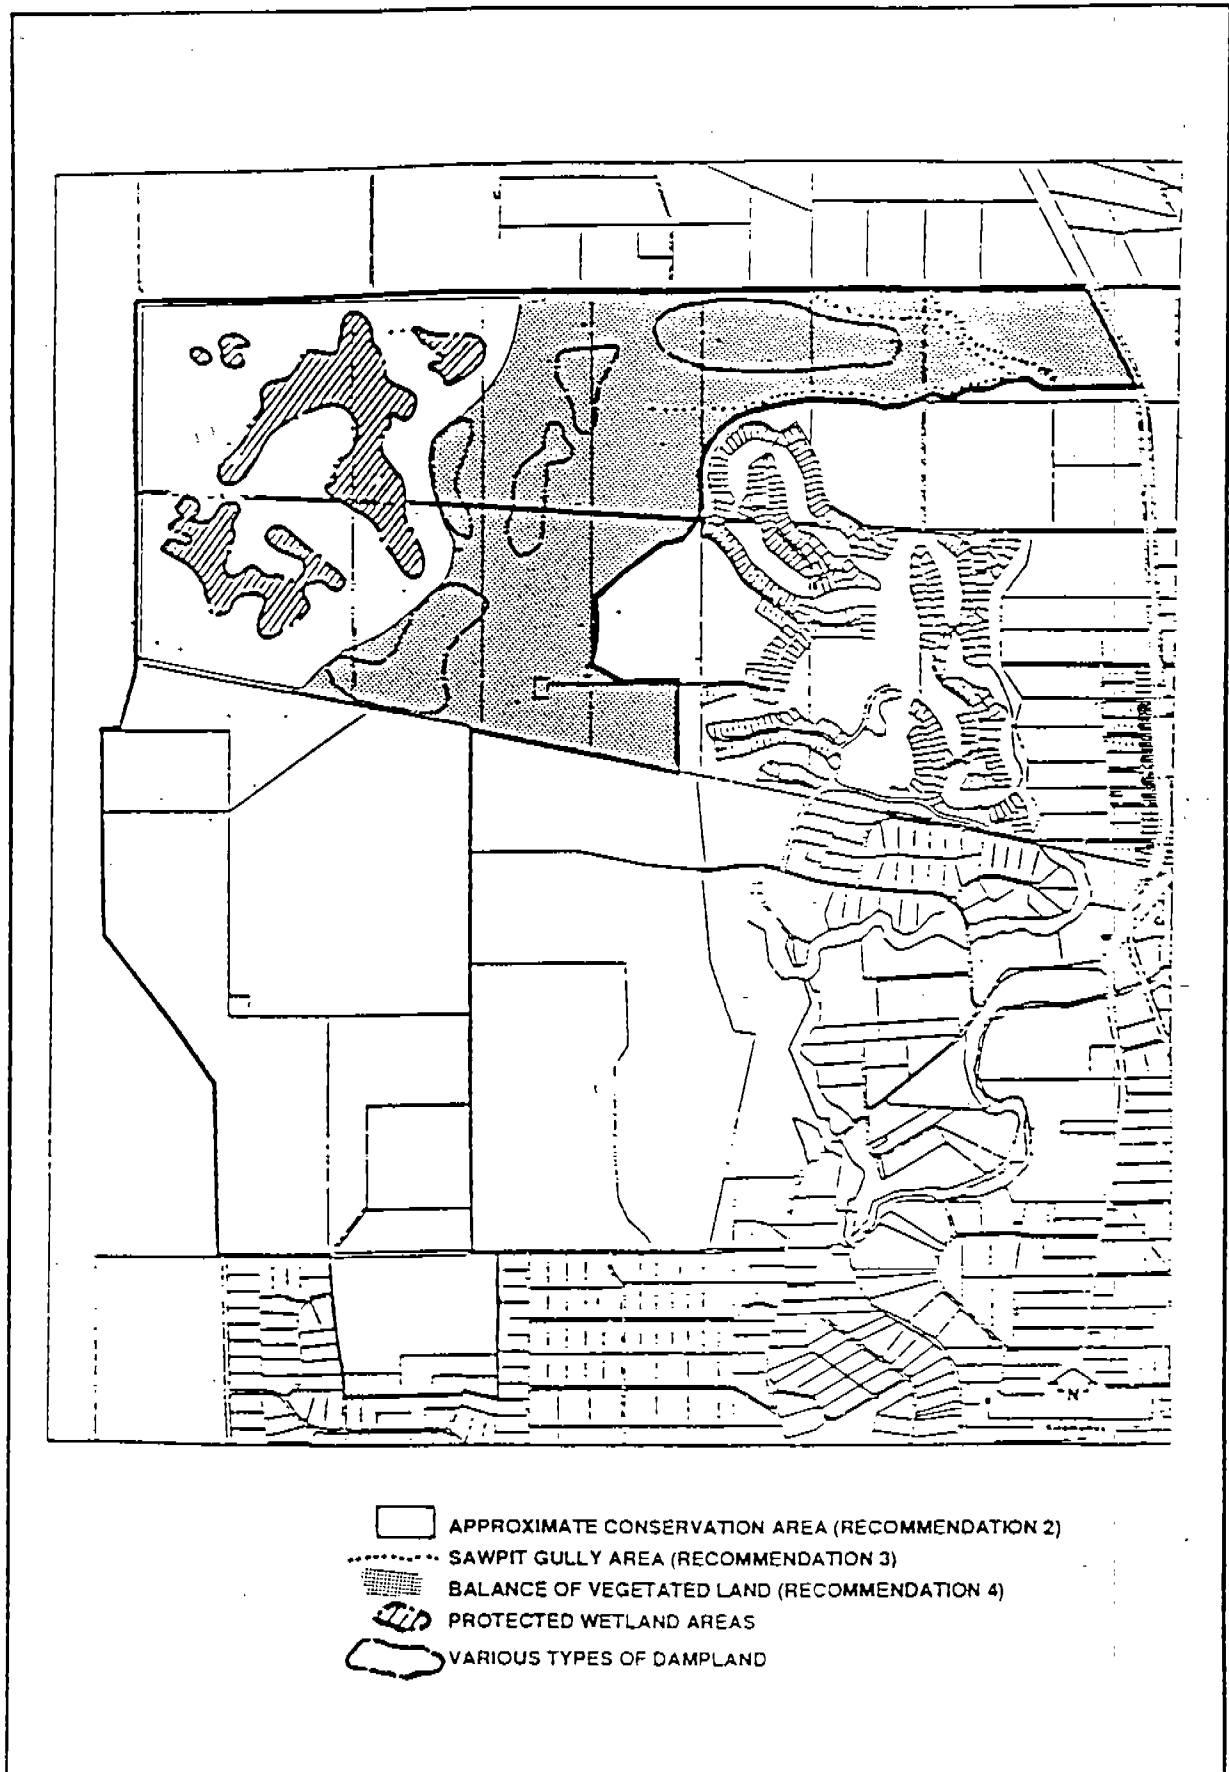 N
APPROXIMATE CONSERVATION AREA (RECOMMENDATION 2)
SAWPIT GULLY AREA (RECOMMENDATION 3)
BALANCE OF VEGETATED LAND (RECOMMENDATION 4)
PROTECTED WETLAND AREAS
VARIOUS TYPES OF DAMPLAND